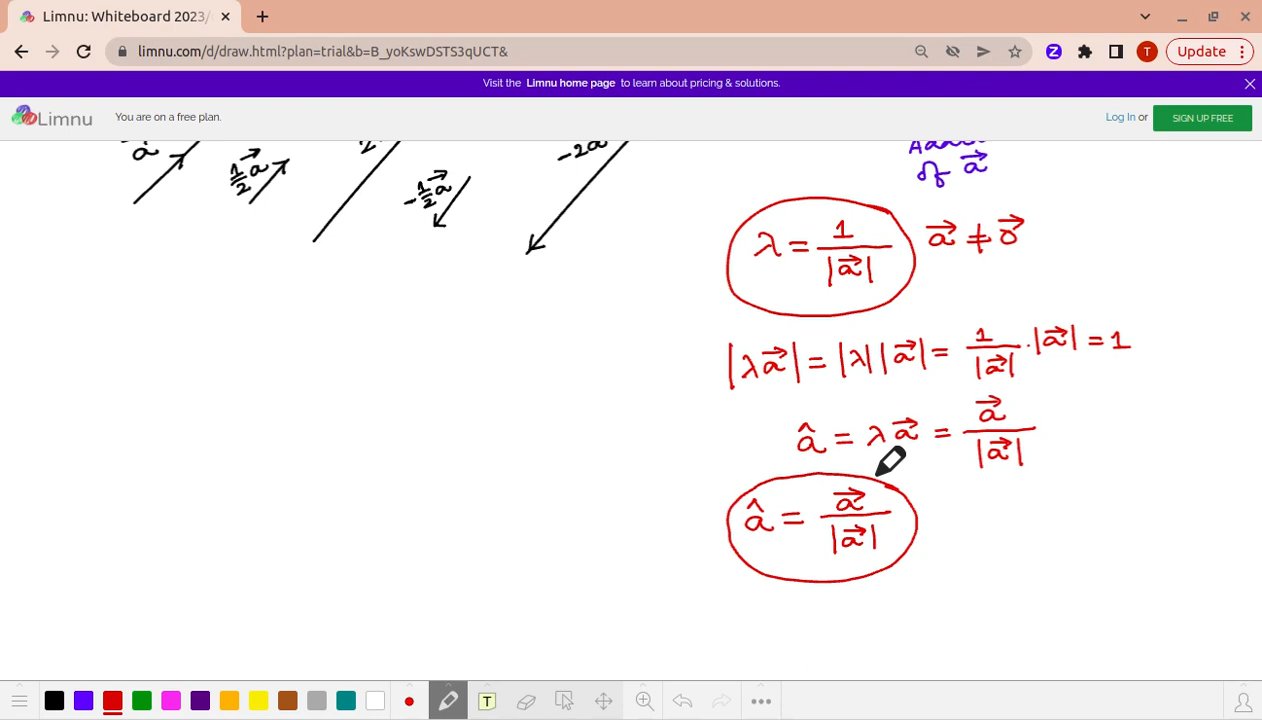 Limnu: Whiteboard 2023/
limnu.com/d/draw.html?plan=trial&b=B_yoKswDSTS3qUCT&
Z
T
Update
Visit the Limnu home page to learn about pricing & solutions.
Limnu
You are on a free plan.
Log In or
SIGN UP FREE
½a⃗
-½a⃗
-2a
of a⃗
λ = 1/|a⃗| a⃗ ≠ 0⃗
|λa⃗| = |λ||a⃗| = 1/|a⃗| · |a⃗| = 1
â = λa⃗ = a⃗/|a⃗|
â = a⃗/|a⃗|
T